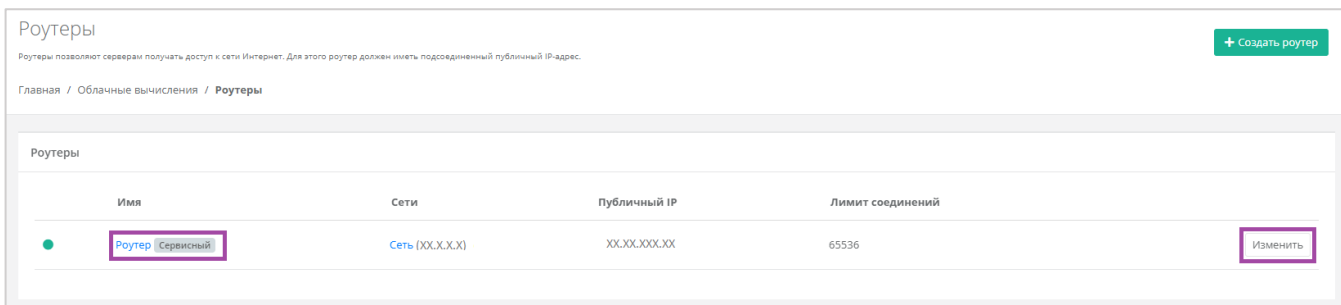 Роутеры
+ Создать роутер
Роутеры позволяют серверам получать доступ к сети Интернет. Для этого роутер должен иметь подсоединенный публичный IP-адрес.
Главная / Облачные вычисления / Роутеры
Роутеры
Имя Сети Публичный IP Лимит соединений
Роутер Сервисный Сеть (XX.X.X.X) XX.XX.XXX.XX 65536 Изменить